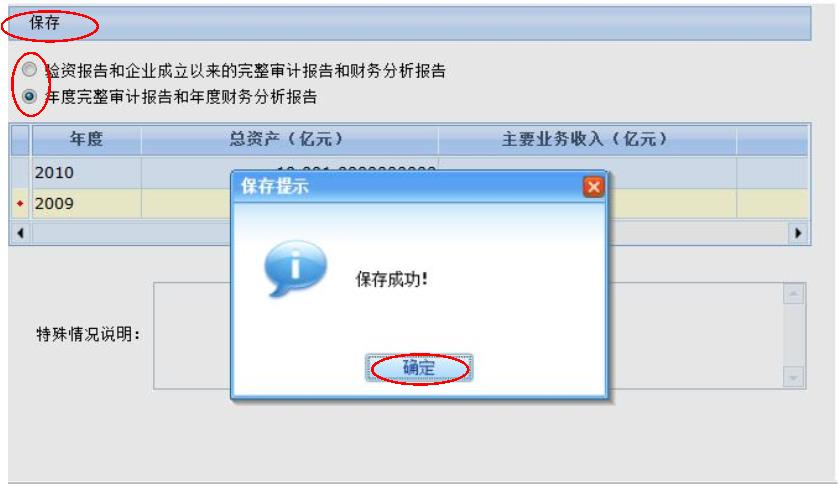 保存
验资报告和企业成立以来的完整审计报告和财务分析报告
年度完整审计报告和年度财务分析报告
年度 总资产（亿元） 主要业务收入（亿元）
2010
2009
保存提示
保存成功!
特殊情况说明：
确定